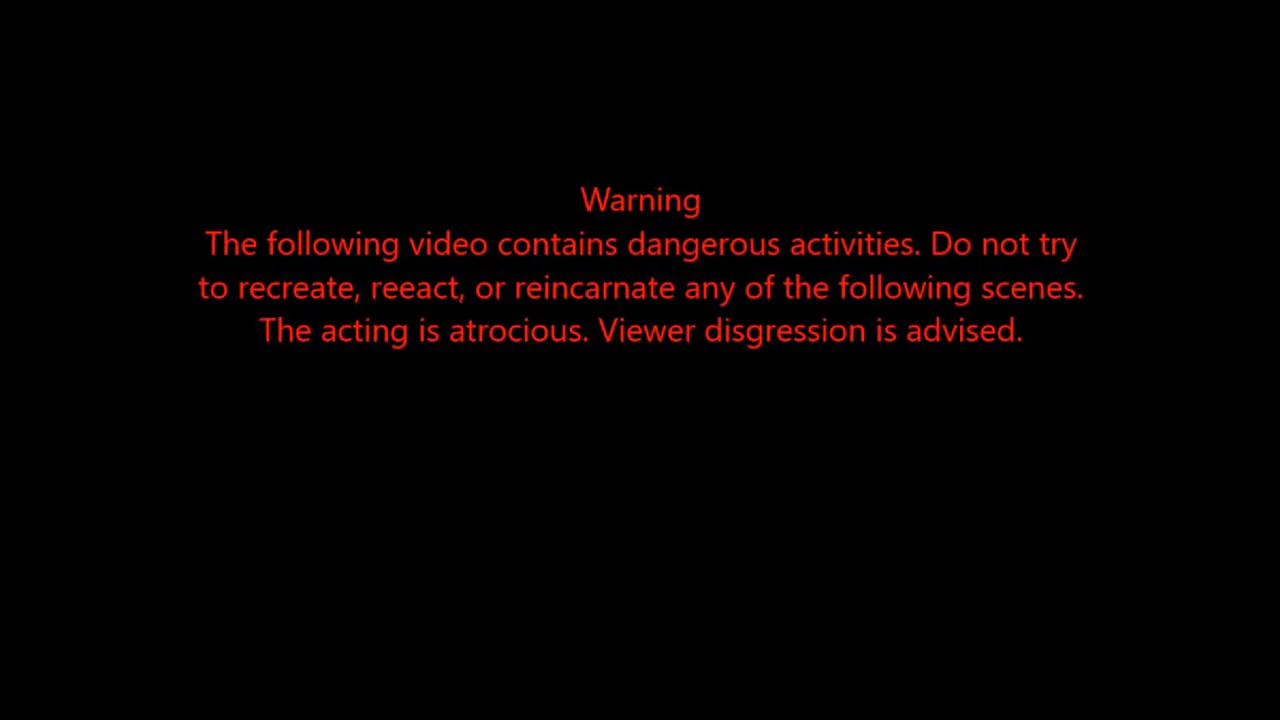 Warning
The following video contains dangerous activities. Do not try
to recreate, reeact, or reincarnate any of the following scenes.
The acting is atrocious. Viewer disgression is advised.